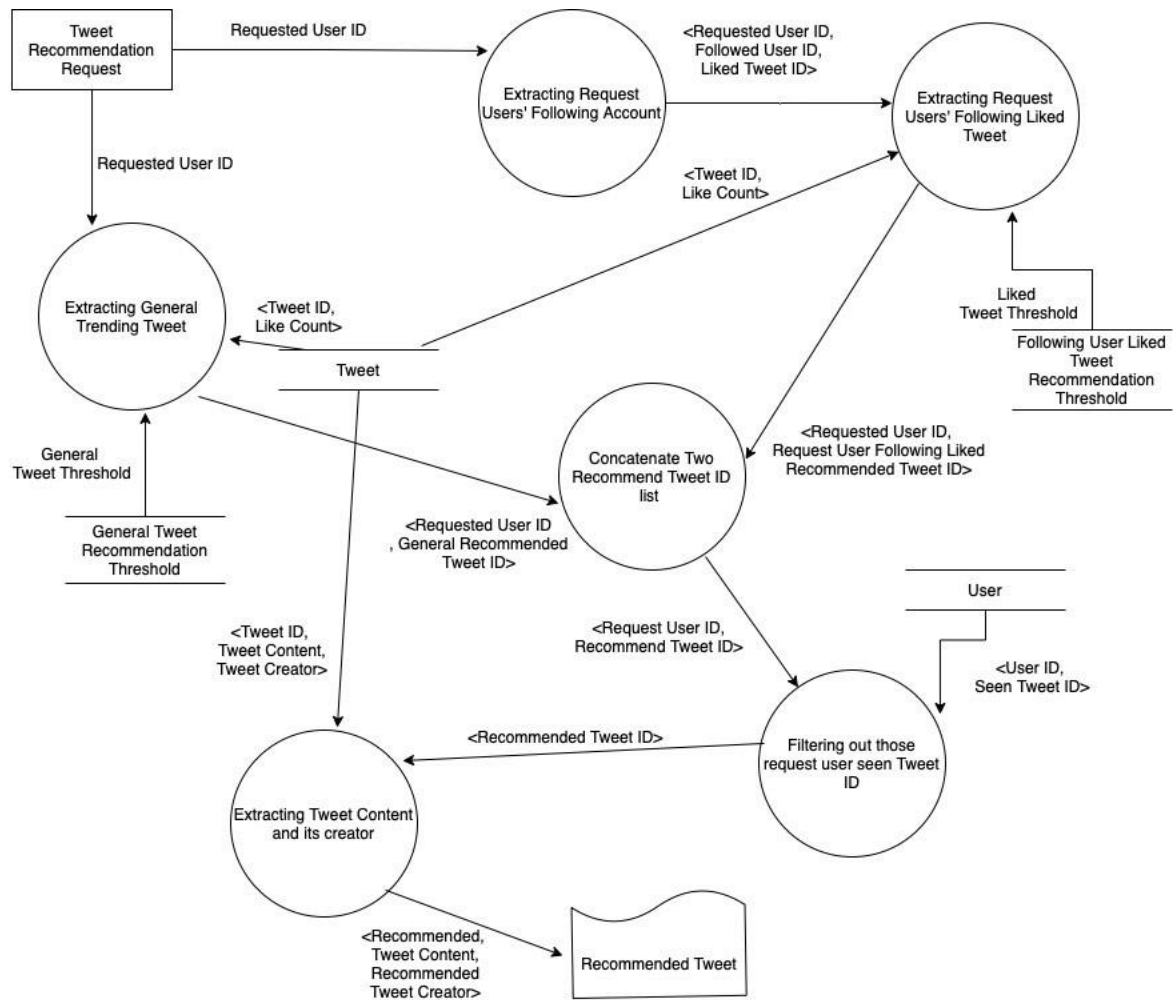 Tweet
Recommendation
Request
Requested User ID
<Requested User ID,
Followed User ID,
Liked Tweet ID>
Extracting Request
Users' Following Account
Extracting Request
Users' Following Liked
Tweet
Requested User ID
<Tweet ID,
Like Count>
Extracting General
Trending Tweet
<Tweet ID,
Like Count>
Liked
Tweet Threshold
Tweet
Following User Liked
Tweet
Recommendation
Threshold
General
Tweet Threshold
Concatenate Two
Recommend Tweet ID
list
<Requested User ID,
Request User Following Liked
Recommended Tweet ID>
General Tweet
Recommendation
Threshold
<Requested User ID
, General Recommended
Tweet ID>
User
<Tweet ID,
Tweet Content,
Tweet Creator>
<Request User ID,
Recommend Tweet ID>
<User ID,
Seen Tweet ID>
<Recommended Tweet ID>
Filtering out those
request user seen Tweet
ID
Extracting Tweet Content
and its creator
<Recommended,
Tweet Content,
Recommended
Tweet Creator>
Recommended Tweet